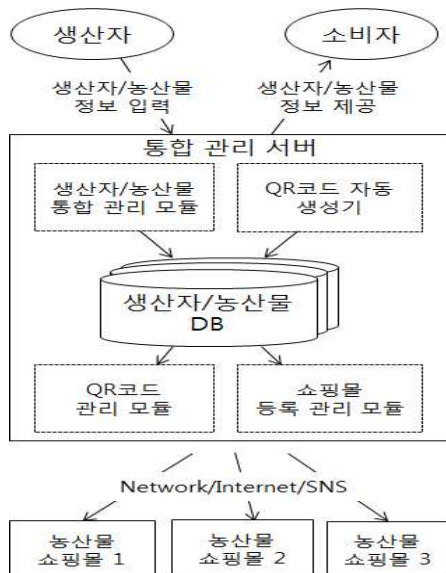 생산자
소비자
생산자/농산물
정보 입력
생산자/농산물
정보 제공
통합 관리 서버
생산자/농산물
통합 관리 모듈
QR코드 자동
생성기
생산자/농산물
DB
QR코드
관리 모듈
쇼핑몰
등록 관리 모듈
Network/Internet/SNS
농산물
쇼핑몰 1
농산물
쇼핑몰 2
농산물
쇼핑몰 3